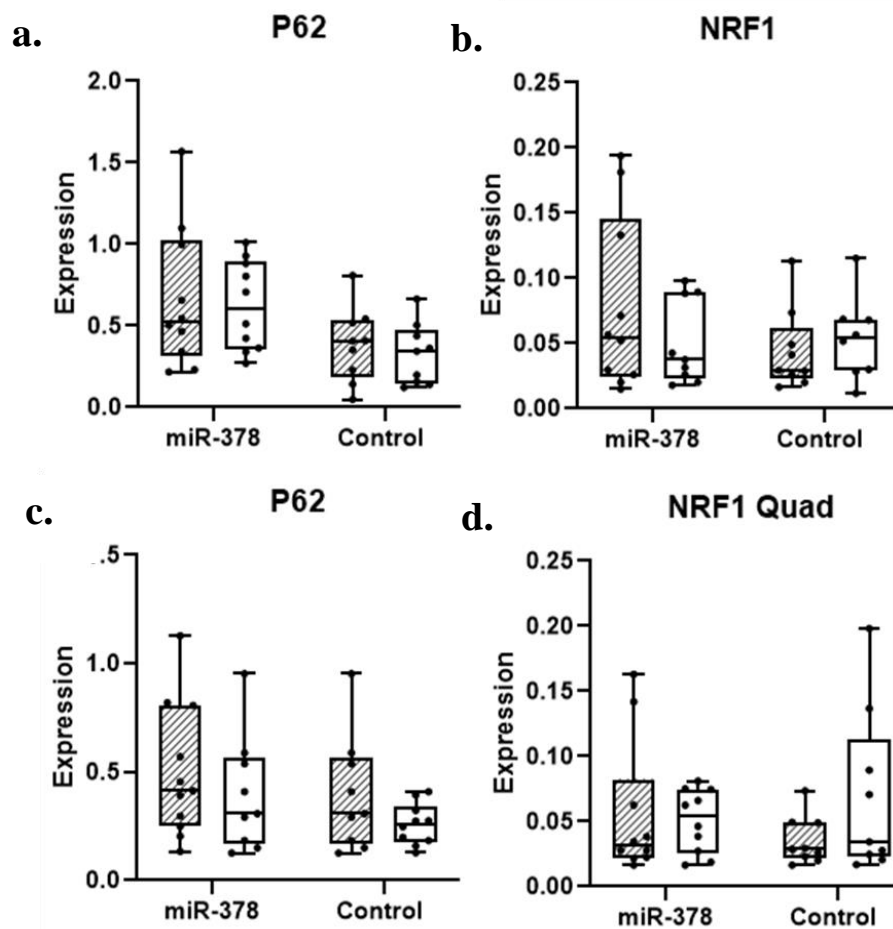 a.
P62
Expression
2.0
1.5
1.0
0.5
0.0
miR-378 Control
b.
NRF1
Expression
0.25
0.20
0.15
0.10
0.05
0.00
miR-378 Control
c.
P62
Expression
.5
1.0
0.5
0.0
miR-378 Control
d.
NRF1 Quad
Expression
0.25
0.20
0.15
0.10
0.05
0.00
miR-378 Control